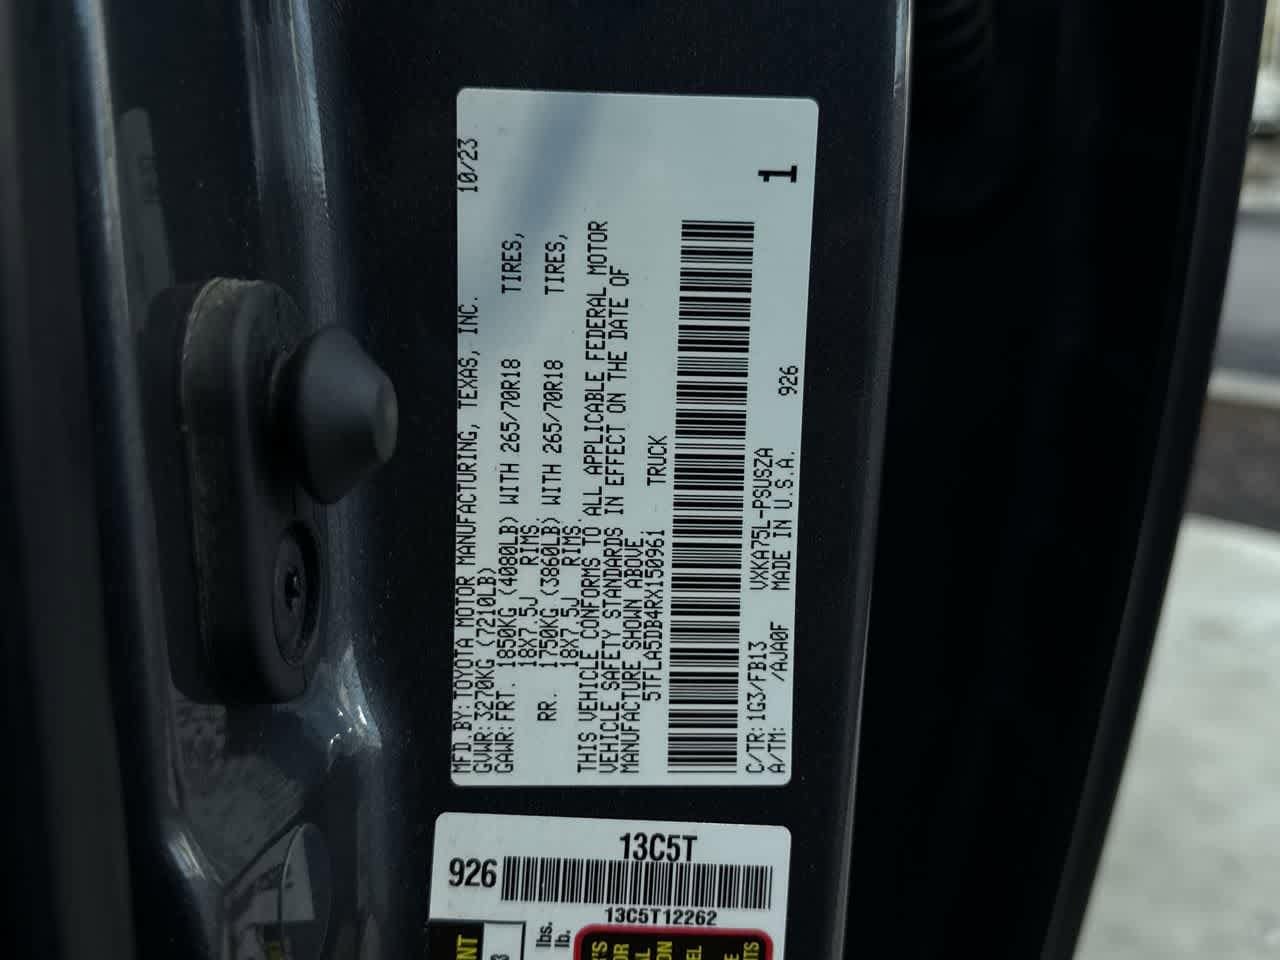 MFD.BY:TOYOTA MOTOR MANUFACTURING, TEXAS, INC. 10/23
GVWR:3270KG (7210LB)
GAWR:FRT. 1850KG (4080LB) WITH 265/70R18 TIRES,
18X7.5J RIMS.
RR. 1750KG (3860LB) WITH 265/70R18 TIRES,
18X7.5J RIMS.
THIS VEHICLE CONFORMS TO ALL APPLICABLE FEDERAL MOTOR
VEHICLE SAFETY STANDARDS IN EFFECT ON THE DATE OF
MANUFACTURE SHOWN ABOVE.
5TFLA5DB4RX150961 TRUCK
1
C/TR:1G3/FB13 VXKA75L-PSUSZA
A/TM: /AJA0F MADE IN U.S.A. 926
13C5T
926
13C5T12262
lbs.
lb.